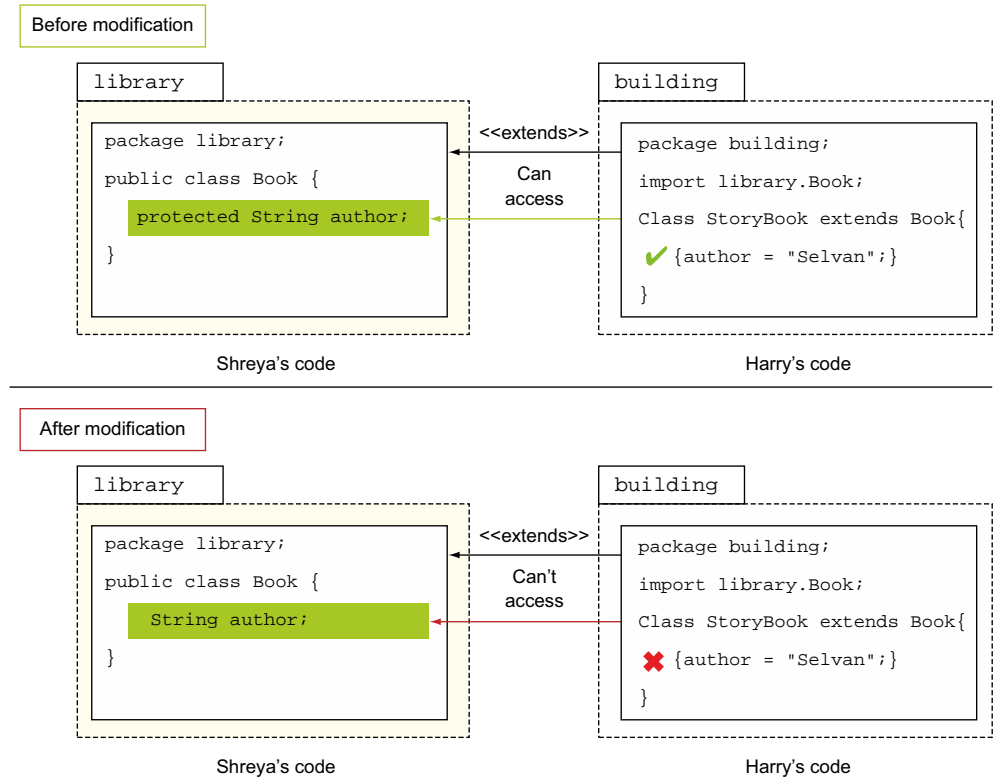 Before modification
library
building
package library;
public class Book {
protected String author;
}
<<extends>>
Can
access
package building;
import library.Book;
Class StoryBook extends Book{
{author = "Selvan";}
}
Shreya's code
Harry's code
After modification
library
building
package library;
public class Book {
String author;
}
<<extends>>
Can't
access
package building;
import library.Book;
Class StoryBook extends Book{
{author = "Selvan";}
}
Shreya's code
Harry's code